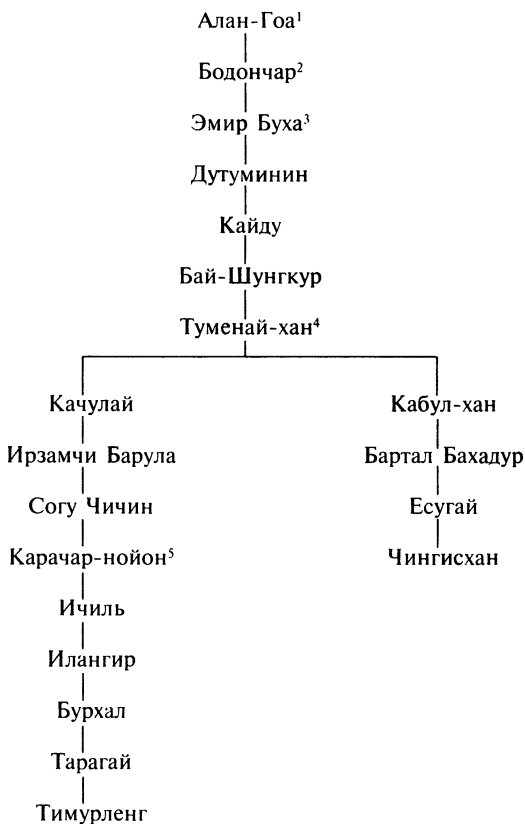 Алан-Гоа¹
Бодончар²
Эмир Буха³
Дутуминин
Кайду
Бай-Шунгкур
Туменай-хан⁴
Качулай Кабул-хан
Ирзамчи Барула Бартал Бахадур
Согу Чичин Есугай
Карачар-нойон⁵ Чингисхан
Ичиль
Илангир
Бурхал
Тарагай
Тимурленг